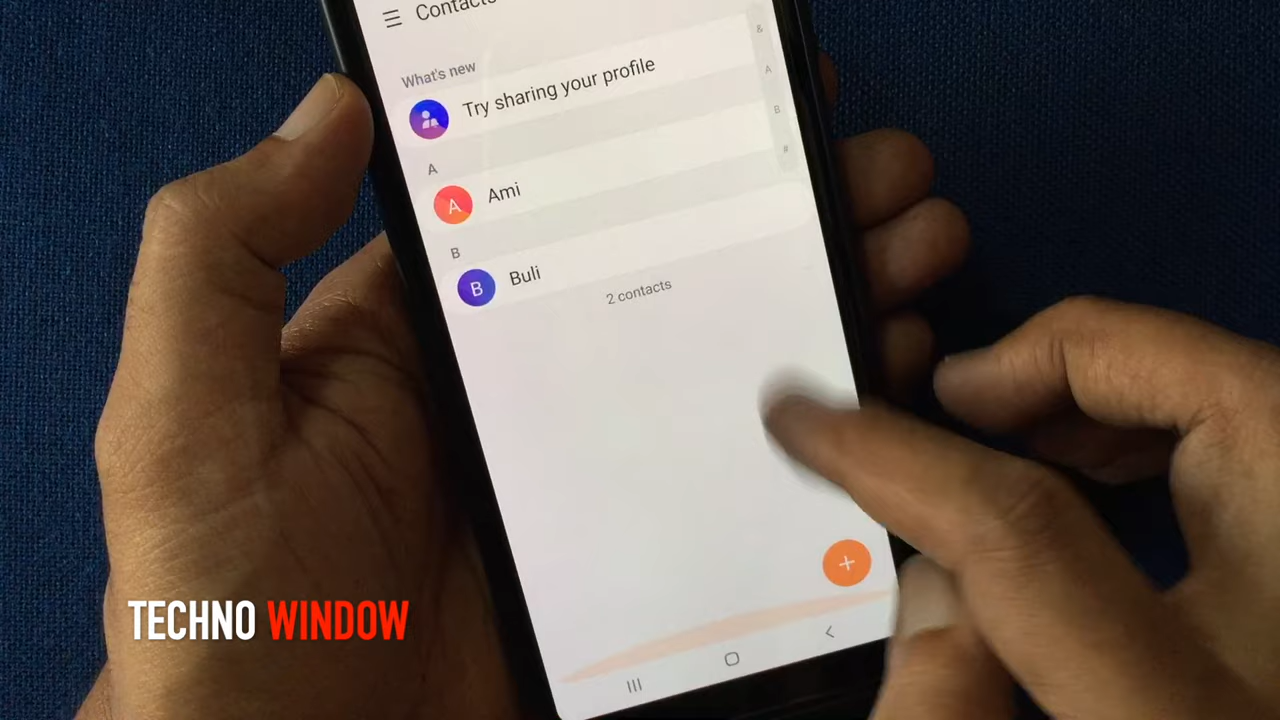 Contacts
What's new
Try sharing your profile
&
A
B
#
A
A Ami
B
B Buli
2 contacts
TECHNO WINDOW